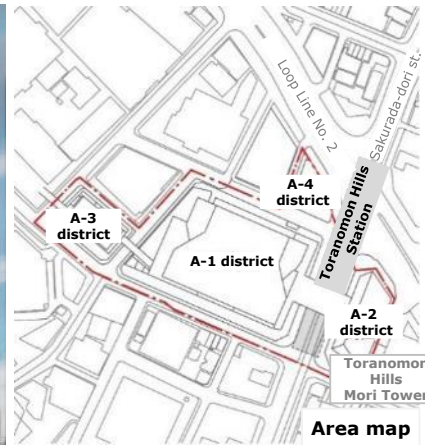 Loop Line No. 2
Sakurada-dori st.
A-4
district
Toranomon Hills
Station
A-3
district
A-1 district
A-2
district
Toranomon
Hills
Mori Tower
Area map